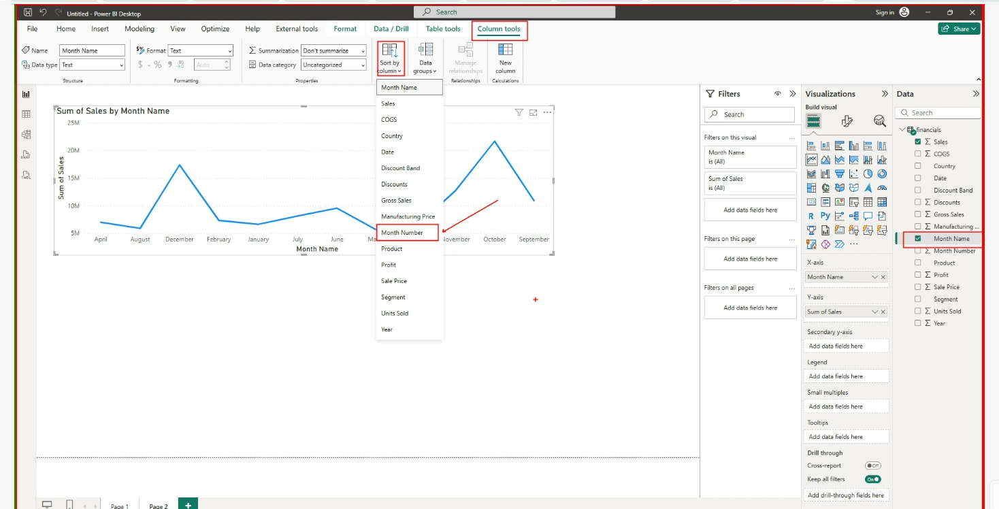 Untitled - Power BI Desktop
Search
Sign in
File Home Insert Modeling View Optimize Help External tools Format Data / Drill Table tools Column tools
Share
Name Month Name
Data type Text
Structure
Format Text
$ % Auto
Formatting
Summarization Don't summarize
Data category Uncategorized
Properties
Sort by
column
Data
groups
Manage
relationships
Relationships
New
column
Calculations
Month Name
Sales
COGS
Country
Date
Discount Band
Discounts
Gross Sales
Manufacturing Price
Month Number
Product
Profit
Sale Price
Segment
Units Sold
Year
Sum of Sales by Month Name
25M
20M
15M
10M
5M
Sum of Sales
April August December February January July June Ma November October September
Month Name
Filters
Search
Filters on this visual ...
Month Name
is (All)
Sum of Sales
is (All)
Add data fields here
Filters on this page ...
Add data fields here
Filters on all pages ...
Add data fields here
Visualizations
Build visual
R Py
123
...
X-axis
Month Name
Y-axis
Sum of Sales
Secondary y-axis
Add data fields here
Legend
Add data fields here
Small multiples
Add data fields here
Tooltips
Add data fields here
Drill through
Cross-report Off
Keep all filters On
Add drill-through fields here
Data
Search
financials
Sales
COGS
Country
Date
Discount Band
Discounts
Gross Sales
Manufacturing ...
Month Name
Month Number
Product
Profit
Sale Price
Segment
Units Sold
Year
Page 1 Page 2 +